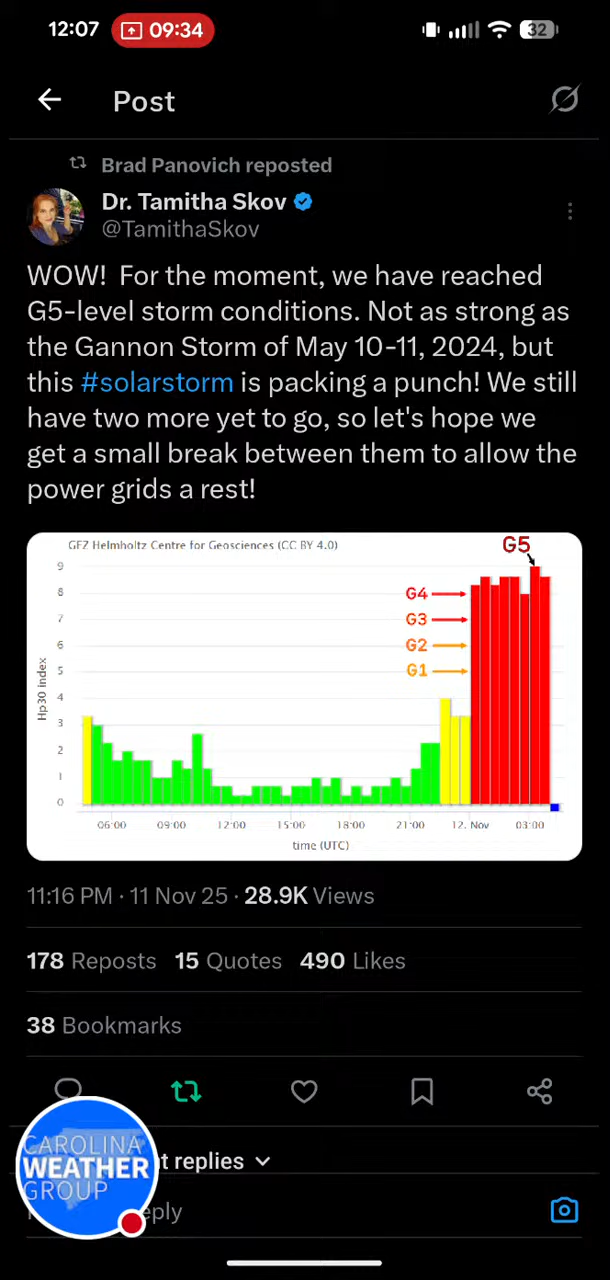 12:07
09:34
32
Post
Brad Panovich reposted
Dr. Tamitha Skov
@TamithaSkov
WOW!  For the moment, we have reached
G5-level storm conditions. Not as strong as
the Gannon Storm of May 10-11, 2024, but
this #solarstorm is packing a punch! We still
have two more yet to go, so let's hope we
get a small break between them to allow the
power grids a rest!
GFZ Helmholtz Centre for Geosciences (CC BY 4.0)
G5
9
8
7
6
5
4
3
2
1
0
Hp30 index
G4
G3
G2
G1
06:00 09:00 12:00 15:00 18:00 21:00 12. Nov 03:00
time (UTC)
11:16 PM · 11 Nov 25 · 28.9K Views
178 Reposts 15 Quotes 490 Likes
38 Bookmarks
CAROLINA
WEATHER
GROUP
replies